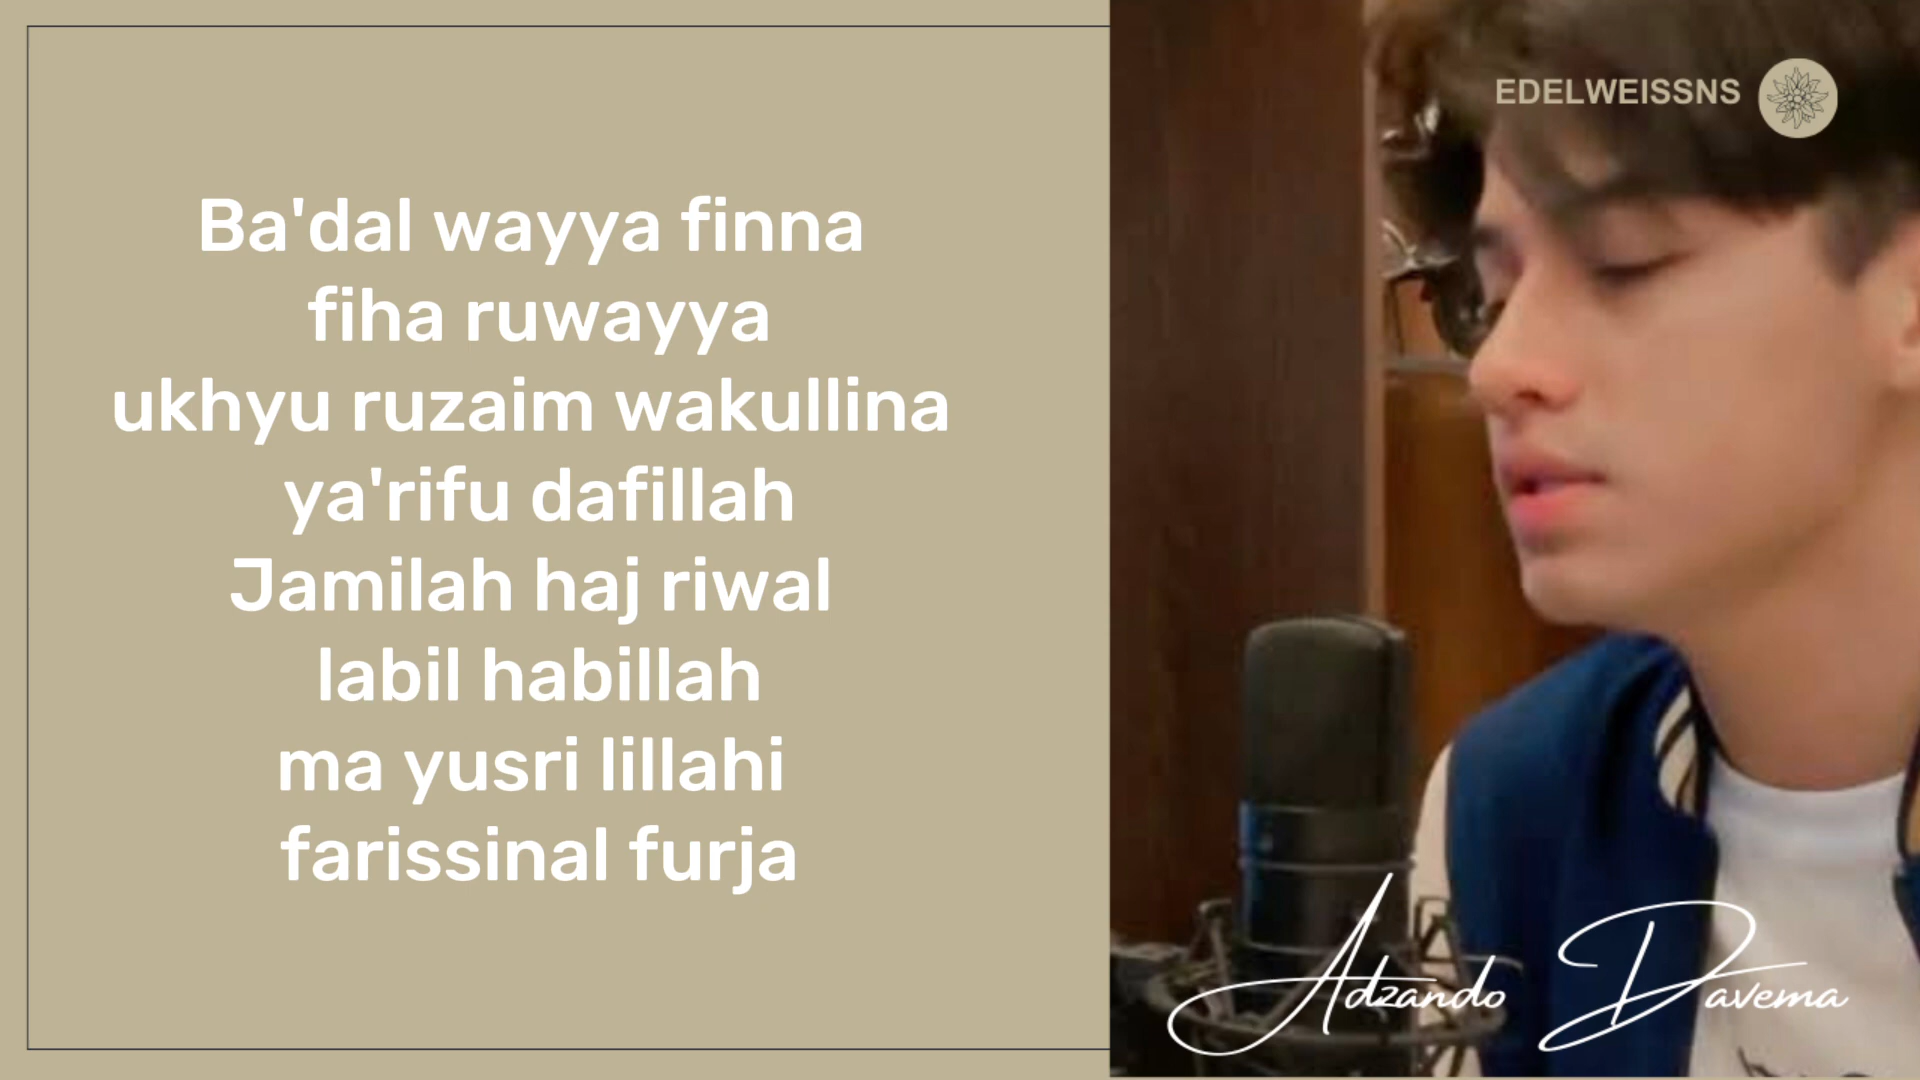 Ba'dal wayya finna
fiha ruwayya
ukhyu ruzaim wakullina
ya'rifu dafillah
Jamilah haj riwal
labil habillah
ma yusri lillahi
farissinal furja
EDELWEISSNS
Adzando Davema